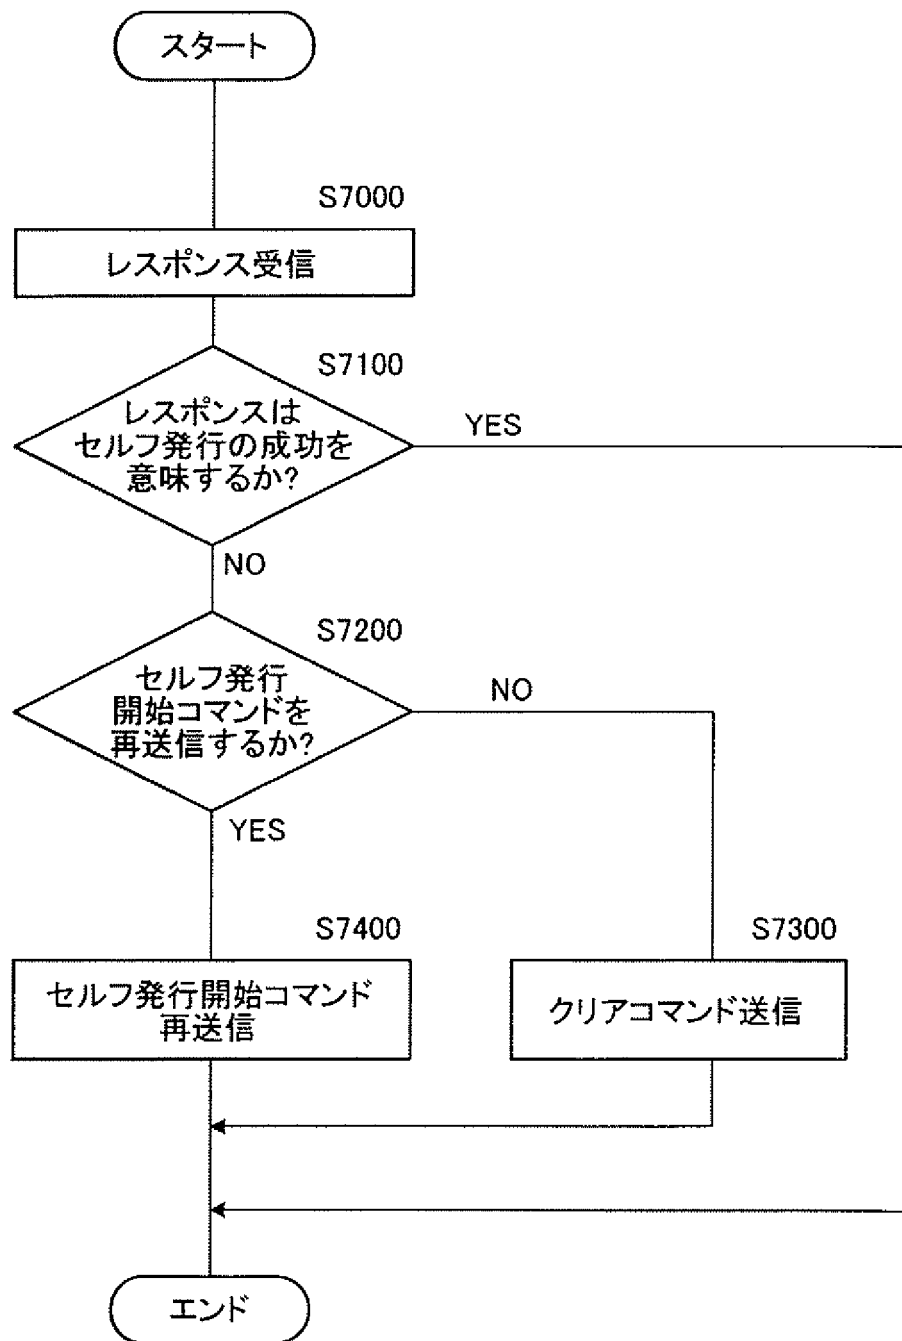 スタート
S7000
レスポンス受信
S7100
レスポンスは
セルフ発行の成功を
意味するか?
YES
NO
S7200
セルフ発行
開始コマンドを
再送信するか?
NO
YES
S7400
セルフ発行開始コマンド
再送信
S7300
クリアコマンド送信
エンド